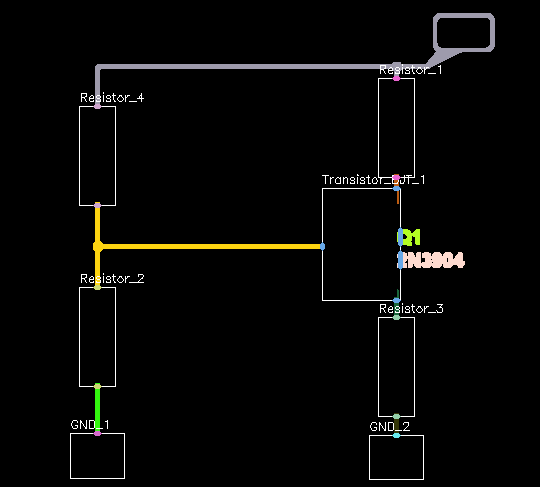 Resistor_1
Resistor_4
Transistor_BJT_1
Q1
2N3904
Resistor_2
Resistor_3
GND_1
GND_2